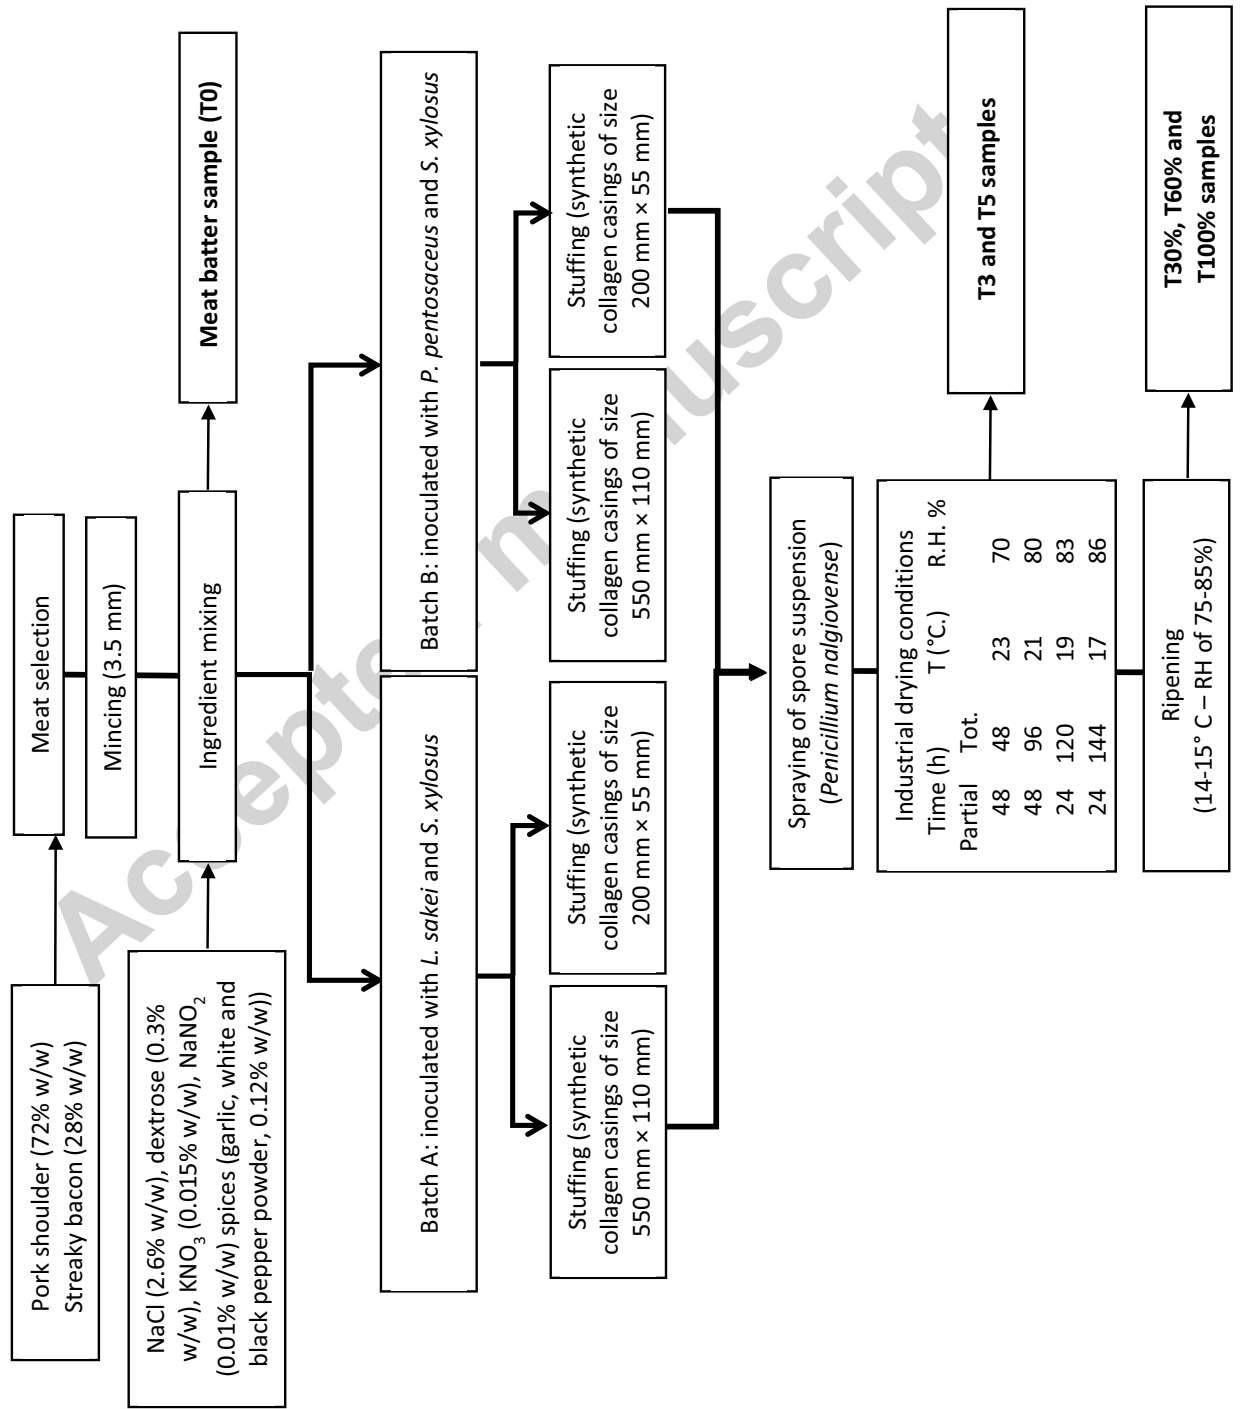 Pork shoulder (72% w/w)
Streaky bacon (28% w/w)
Meat selection
Mincing (3.5 mm)
NaCl (2.6% w/w), dextrose (0.3%
w/w), KNO₃ (0.015% w/w), NaNO₂
(0.01% w/w) spices (garlic, white and
black pepper powder, 0.12% w/w))
Ingredient mixing
Meat batter sample (T0)
Batch A: inoculated with L. sakei and S. xylosus
Batch B: inoculated with P. pentosaceus and S. xylosus
Stuffing (synthetic
collagen casings of size
550 mm × 110 mm)
Stuffing (synthetic
collagen casings of size
200 mm × 55 mm)
Stuffing (synthetic
collagen casings of size
550 mm × 110 mm)
Stuffing (synthetic
collagen casings of size
200 mm × 55 mm)
Spraying of spore suspension
(Penicillium nalgiovense)
Industrial drying conditions
Time (h) T (°C.) R.H. %
Partial Tot.
48 48 23 70
48 96 21 80
24 120 19 83
24 144 17 86
T3 and T5 samples
Ripening
(14-15° C – RH of 75-85%)
T30%, T60% and
T100% samples